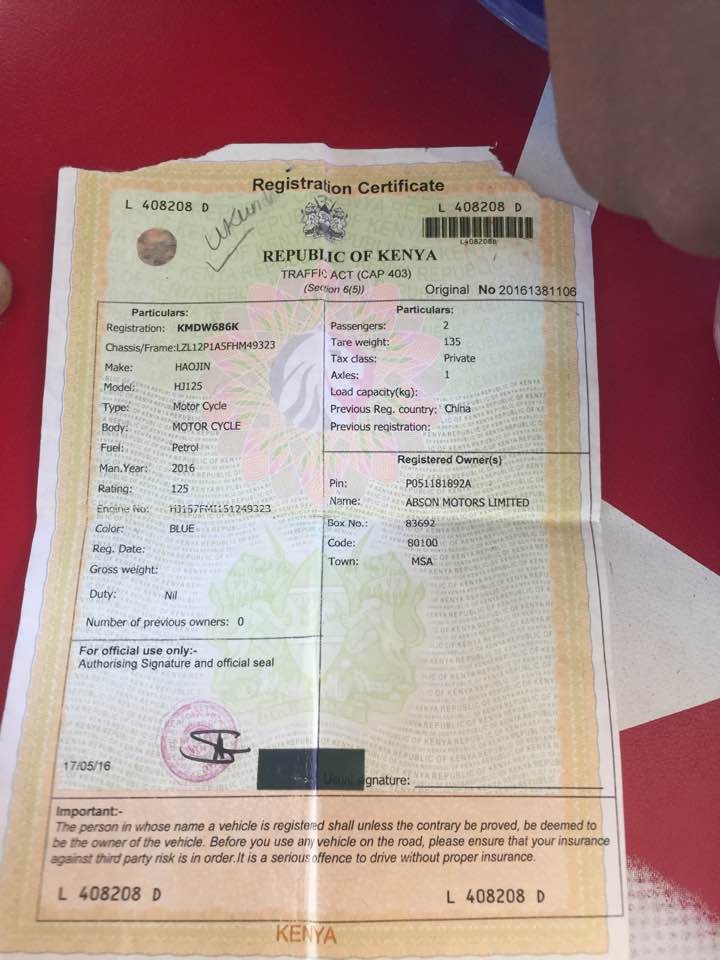 Registration Certificate
L 408208 D
L 408208 D
REPUBLIC OF KENYA
TRAFFIC ACT (CAP 403)
(Section 6(5))
Original No 20161381106
Particulars:
Registration: KMDW686K
Chassis/Frame:LZL12P1A5FHM49323
Make: HAOJIN
Model: HJ125
Type: Motor Cycle
Body: MOTOR CYCLE
Fuel: Petrol
Man.Year: 2016
Rating: 125
Engine No: HJ157FMI151249323
Color: BLUE
Reg. Date:
Gross weight:
Duty: Nil
Number of previous owners: 0
Particulars:
Passengers: 2
Tare weight: 135
Tax class: Private
Axles: 1
Load capacity(kg):
Previous Reg. country: China
Previous registration:
Registered Owner(s)
Pin: P051181892A
Name: ABSON MOTORS LIMITED
Box No.: 83692
Code: 80100
Town: MSA
For official use only:-
Authorising Signature and official seal
17/05/16
Usual signature:
Important:-
The person in whose name a vehicle is registered shall unless the contrary be proved, be deemed to
be the owner of the vehicle. Before you use any vehicle on the road, please ensure that your insurance
against third party risk is in order.It is a serious offence to drive without proper insurance.
L 408208 D
L 408208 D
KENYA